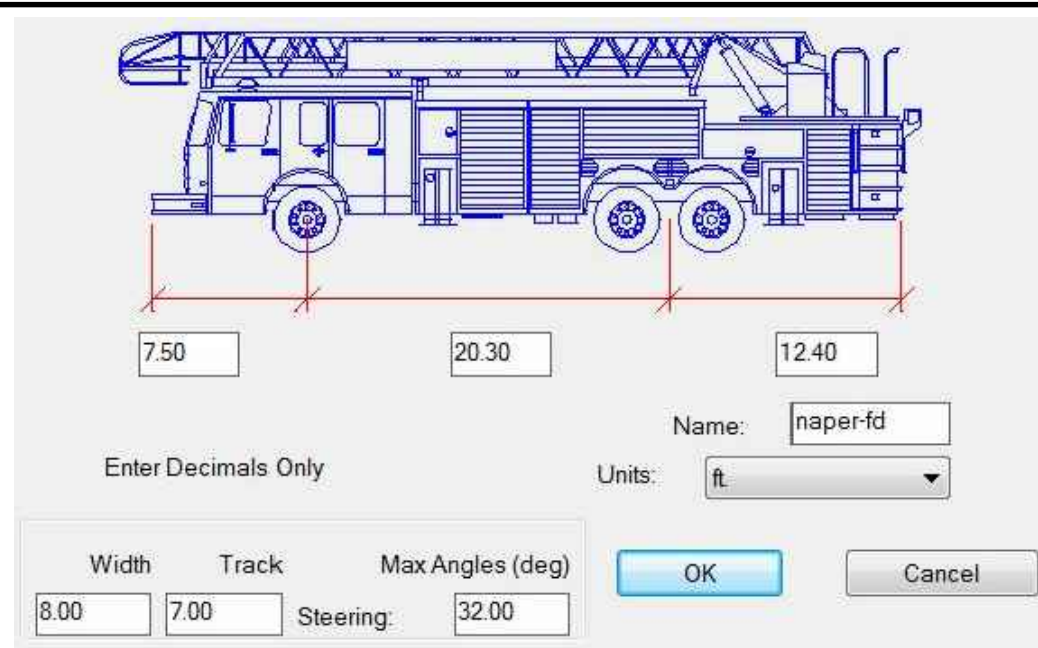 7.50 20.30 12.40
Name: naper-fd
Enter Decimals Only
Units: ft.
Width Track Max Angles (deg)
OK Cancel
8.00 7.00 Steering: 32.00